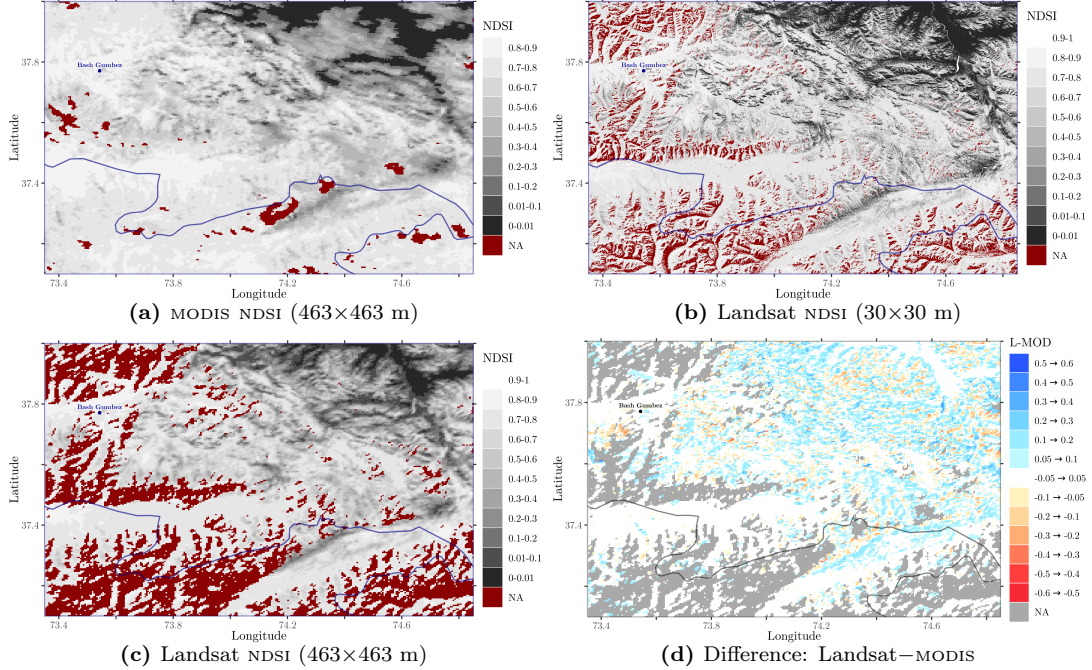 NDSI
0.8-0.9
0.7-0.8
0.6-0.7
0.5-0.6
0.4-0.5
0.3-0.4
0.2-0.3
0.1-0.2
0.01-0.1
0-0.01
NA
Bash Gumbez
Latitude
37.8
37.4
73.4
73.8
74.2
74.6
Longitude
(a) MODIS NDSI (463×463 m)
NDSI
0.9-1
0.8-0.9
0.7-0.8
0.6-0.7
0.5-0.6
0.4-0.5
0.3-0.4
0.2-0.3
0.1-0.2
0.01-0.1
0-0.01
NA
Bash Gumbez
Latitude
37.8
37.4
73.4
73.8
74.2
74.6
Longitude
(b) Landsat NDSI (30×30 m)
NDSI
0.9-1
0.8-0.9
0.7-0.8
0.6-0.7
0.5-0.6
0.4-0.5
0.3-0.4
0.2-0.3
0.1-0.2
0.01-0.1
0-0.01
NA
Bash Gumbez
Latitude
37.8
37.4
73.4
73.8
74.2
74.6
Longitude
(c) Landsat NDSI (463×463 m)
L-MOD
0.5 → 0.6
0.4 → 0.5
0.3 → 0.4
0.2 → 0.3
0.1 → 0.2
0.05 → 0.1
-0.05 → 0.05
-0.1 → -0.05
-0.2 → -0.1
-0.3 → -0.2
-0.4 → -0.3
-0.5 → -0.4
-0.6 → -0.5
NA
Bash Gumbez
Latitude
37.8
37.4
73.4
73.8
74.2
74.6
Longitude
(d) Difference: Landsat−MODIS